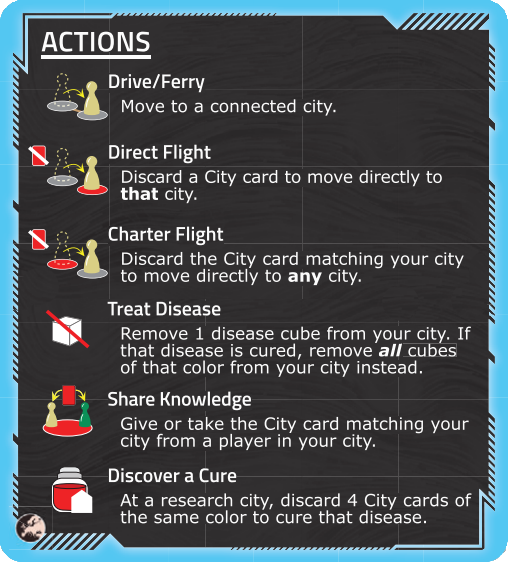 ACTIONS
Drive/Ferry
Move to a connected city.
Direct Flight
Discard a City card to move directly to
that city.
Charter Flight
Discard the City card matching your city
to move directly to any city.
Treat Disease
Remove 1 disease cube from your city. If
that disease is cured, remove all cubes
of that color from your city instead.
Share Knowledge
Give or take the City card matching your
city from a player in your city.
Discover a Cure
At a research city, discard 4 City cards of
the same color to cure that disease.